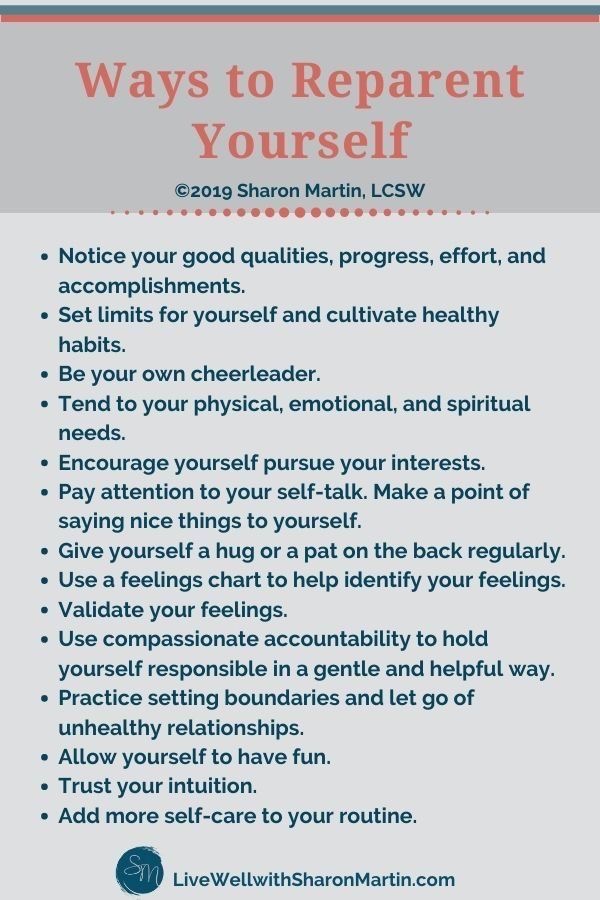 Ways to Reparent
Yourself
©2019 Sharon Martin, LCSW
• Notice your good qualities, progress, effort, and
accomplishments.
• Set limits for yourself and cultivate healthy
habits.
• Be your own cheerleader.
• Tend to your physical, emotional, and spiritual
needs.
• Encourage yourself pursue your interests.
• Pay attention to your self-talk. Make a point of
saying nice things to yourself.
• Give yourself a hug or a pat on the back regularly.
• Use a feelings chart to help identify your feelings.
• Validate your feelings.
• Use compassionate accountability to hold
yourself responsible in a gentle and helpful way.
• Practice setting boundaries and let go of
unhealthy relationships.
• Allow yourself to have fun.
• Trust your intuition.
• Add more self-care to your routine.
SM
LiveWellwithSharonMartin.com